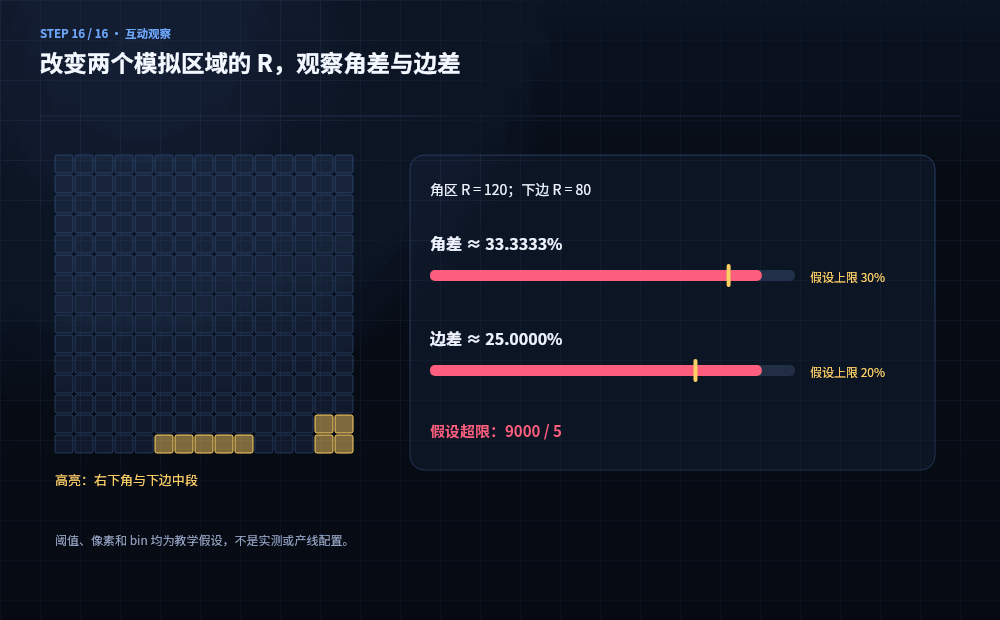 STEP 16 / 16 · 互动观察
改变两个模拟区域的 R，观察角差与边差
角区 R = 120；下边 R = 80
角差 ≈ 33.3333%
假设上限 30%
边差 ≈ 25.0000%
假设上限 20%
假设超限：9000 / 5
高亮：右下角与下边中段
阈值、像素和 bin 均为教学假设，不是实测或产线配置。